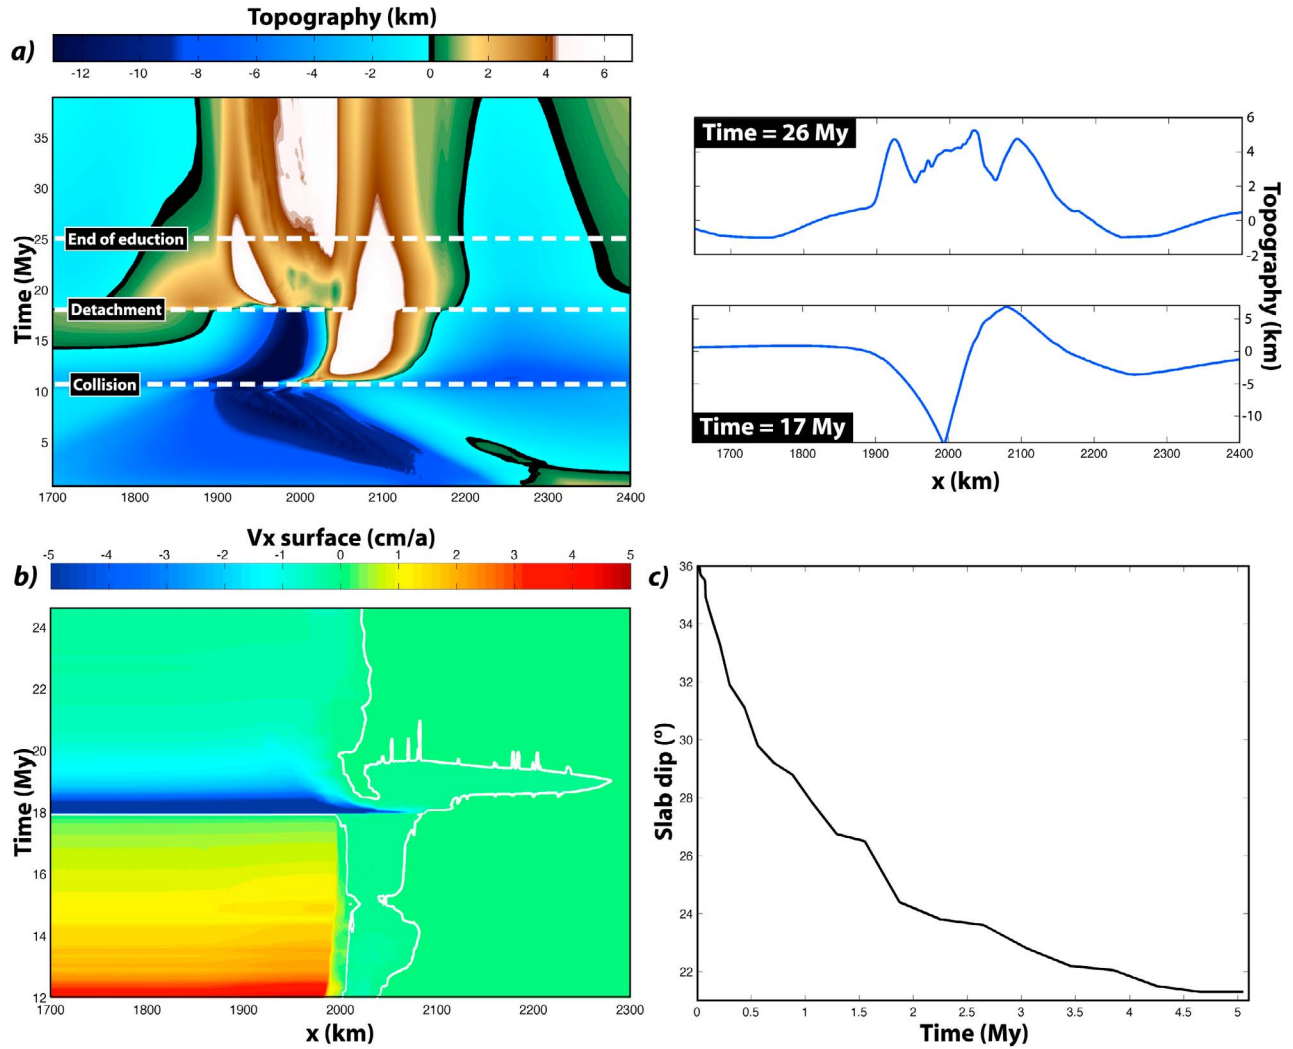 Topography (km)
a)
-12 -10 -8 -6 -4 -2 0 2 4 6
Time (My)
35
30
25
20
15
10
5
End of eduction
Detachment
Collision
1700 1800 1900 2000 2100 2200 2300 2400
Time = 26 My
6
4
2
0
-2
Time = 17 My
5
0
-5
-10
Topography (km)
1700 1800 1900 2000 2100 2200 2300 2400
x (km)
Vx surface (cm/a)
b)
-5 -4 -3 -2 -1 0 1 2 3 4 5
Time (My)
24
22
20
18
16
14
12
1700 1800 1900 2000 2100 2200 2300
x (km)
c)
Slab dip (º)
36
34
32
30
28
26
24
22
0 0.5 1 1.5 2 2.5 3 3.5 4 4.5 5
Time (My)